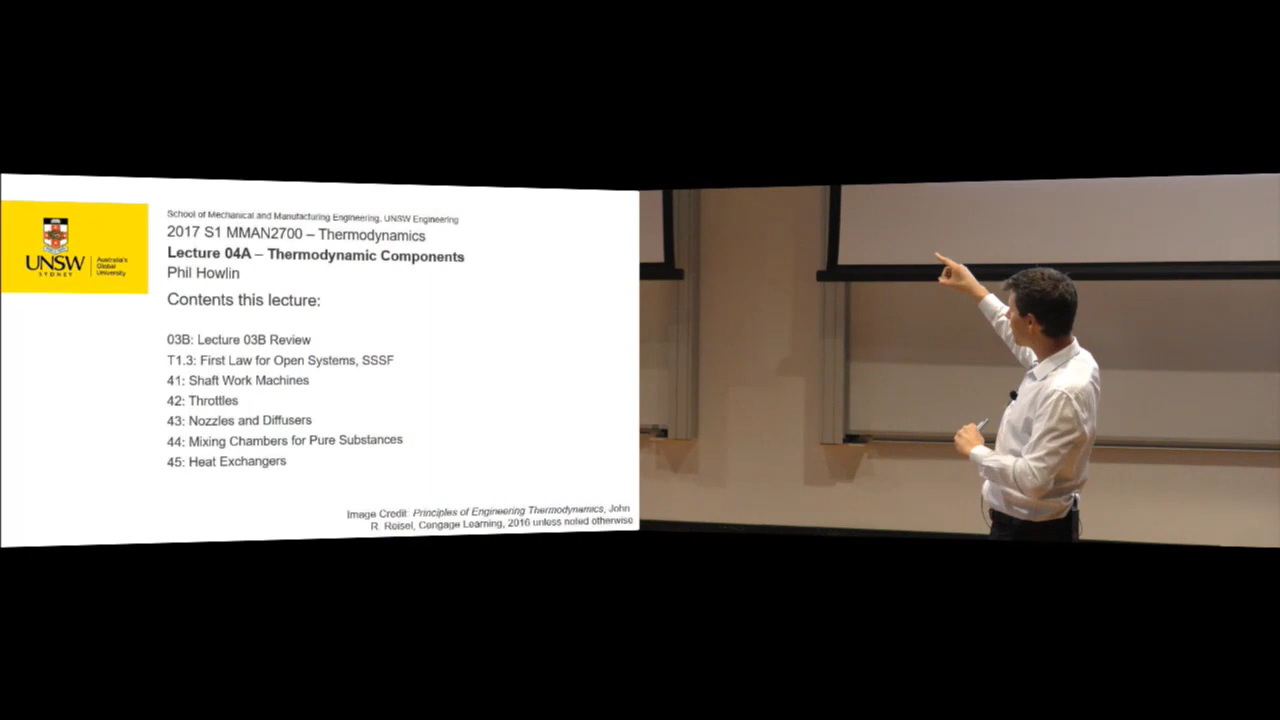 UNSW
SYDNEY
Australia's
Global
University
School of Mechanical and Manufacturing Engineering, UNSW Engineering
2017 S1 MMAN2700 – Thermodynamics
Lecture 04A – Thermodynamic Components
Phil Howlin
Contents this lecture:
03B: Lecture 03B Review
T1.3: First Law for Open Systems, SSSF
41: Shaft Work Machines
42: Throttles
43: Nozzles and Diffusers
44: Mixing Chambers for Pure Substances
45: Heat Exchangers
Image Credit: Principles of Engineering Thermodynamics, John
R. Reisel, Cengage Learning, 2016 unless noted otherwise